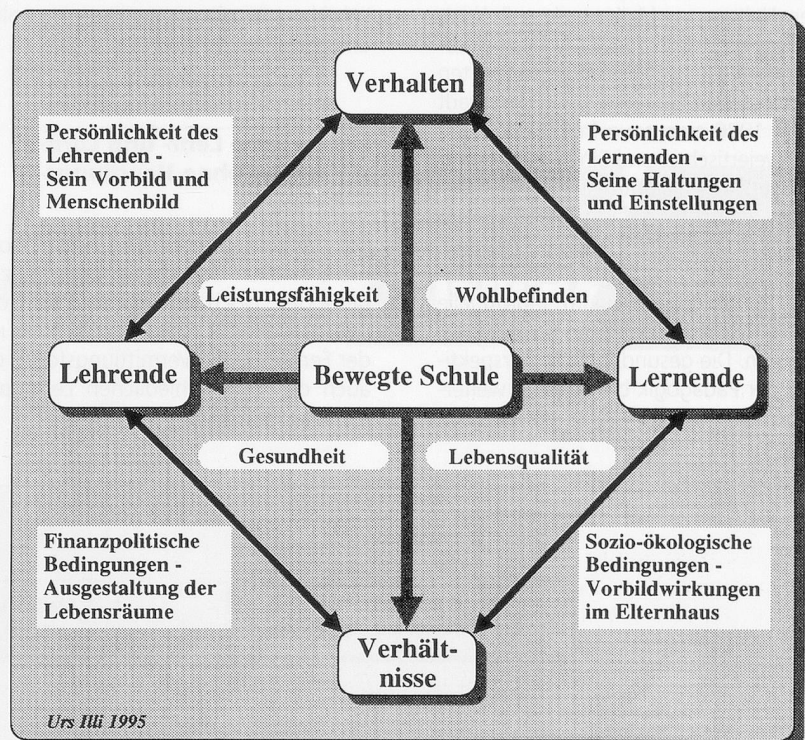 Verhalten
Persönlichkeit des
Lehrenden -
Sein Vorbild und
Menschenbild
Persönlichkeit des
Lernenden -
Seine Haltungen
und Einstellungen
Leistungsfähigkeit
Wohlbefinden
Lehrende
Bewegte Schule
Lernende
Gesundheit
Lebensqualität
Finanzpolitische
Bedingungen -
Ausgestaltung der
Lebensräume
Sozio-ökologische
Bedingungen -
Vorbildwirkungen
im Elternhaus
Verhält-
nisse
Urs Illi 1995